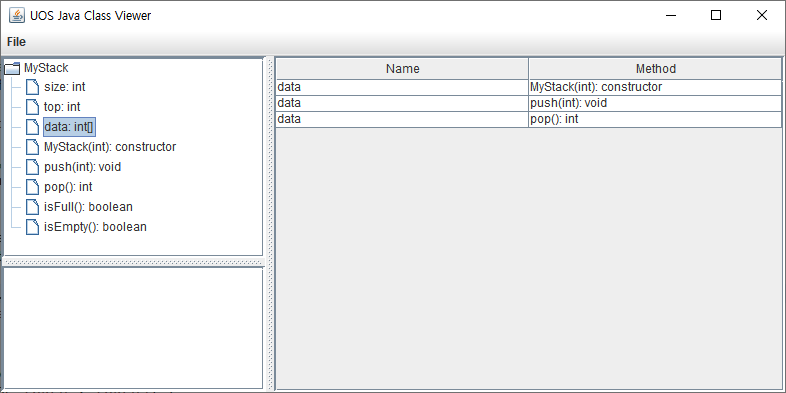 UOS Java Class Viewer
File
MyStack
size: int
top: int
data: int[]
MyStack(int): constructor
push(int): void
pop(): int
isFull(): boolean
isEmpty(): boolean
Name Method
data MyStack(int): constructor
data push(int): void
data pop(): int